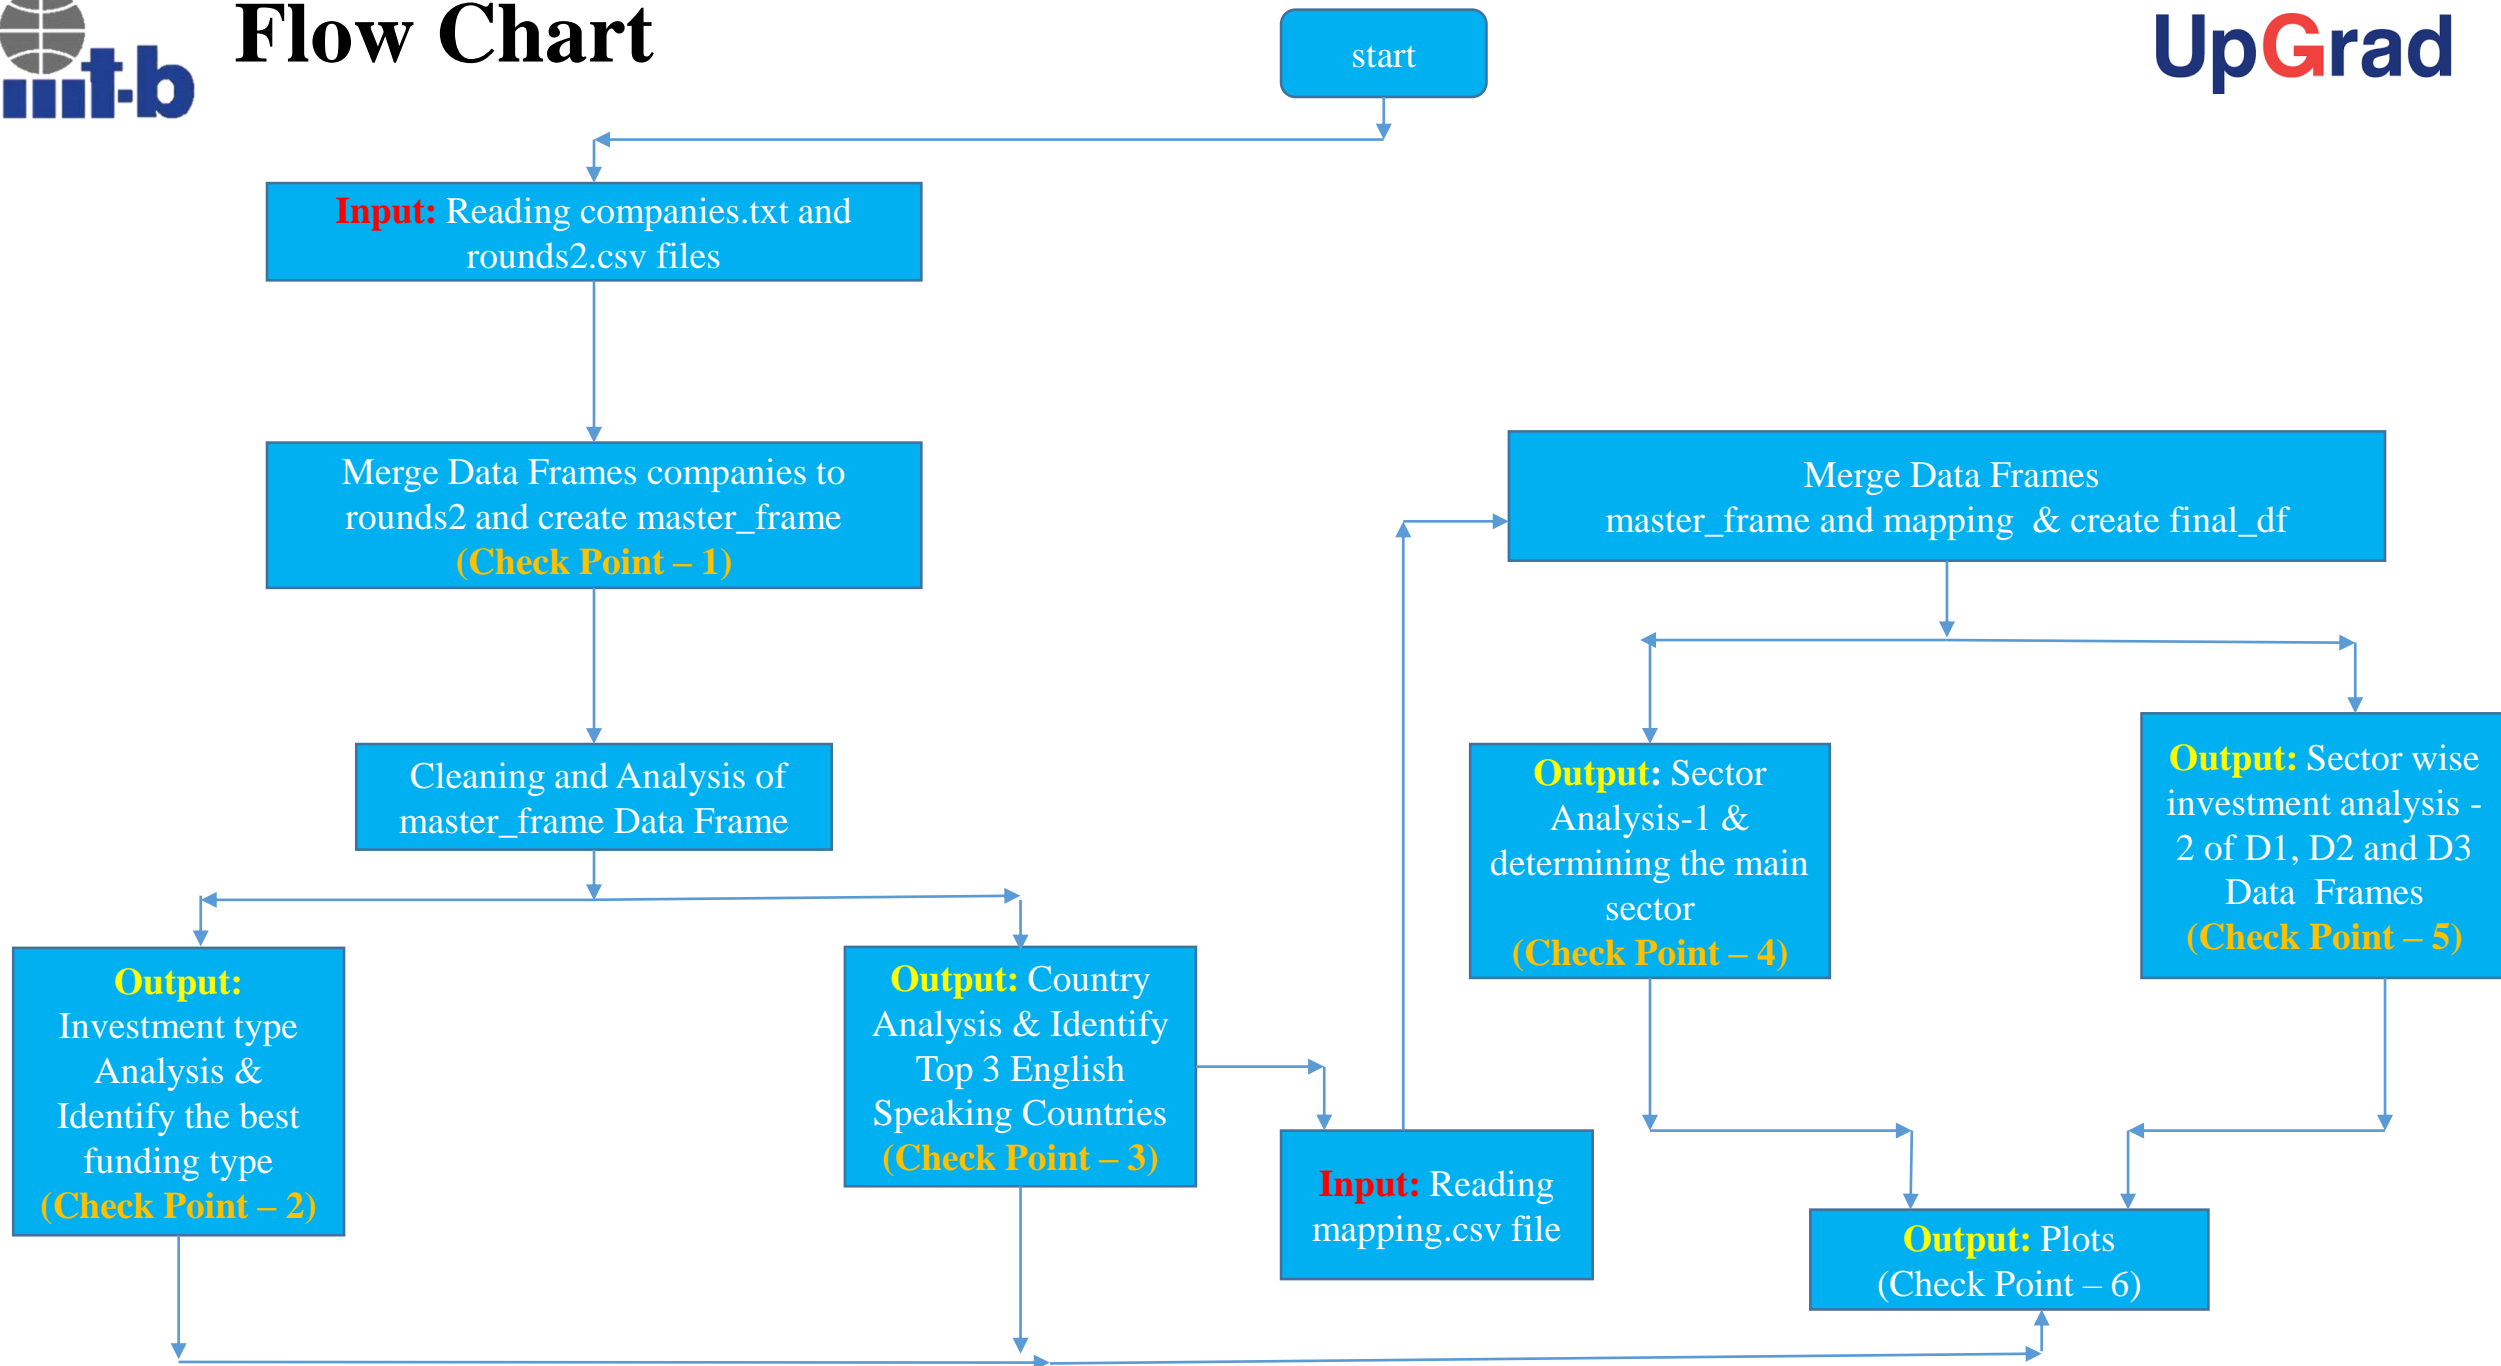 Flow Chart
iiit-b
UpGrad
start
Input: Reading companies.txt and
rounds2.csv files
Merge Data Frames companies to
rounds2 and create master_frame
(Check Point – 1)
Cleaning and Analysis of
master_frame Data Frame
Output:
Investment type
Analysis &
Identify the best
funding type
(Check Point – 2)
Output: Country
Analysis & Identify
Top 3 English
Speaking Countries
(Check Point – 3)
Input: Reading
mapping.csv file
Merge Data Frames
master_frame and mapping & create final_df
Output: Sector
Analysis-1 &
determining the main
sector
(Check Point – 4)
Output: Sector wise
investment analysis -
2 of D1, D2 and D3
Data Frames
(Check Point – 5)
Output: Plots
(Check Point – 6)